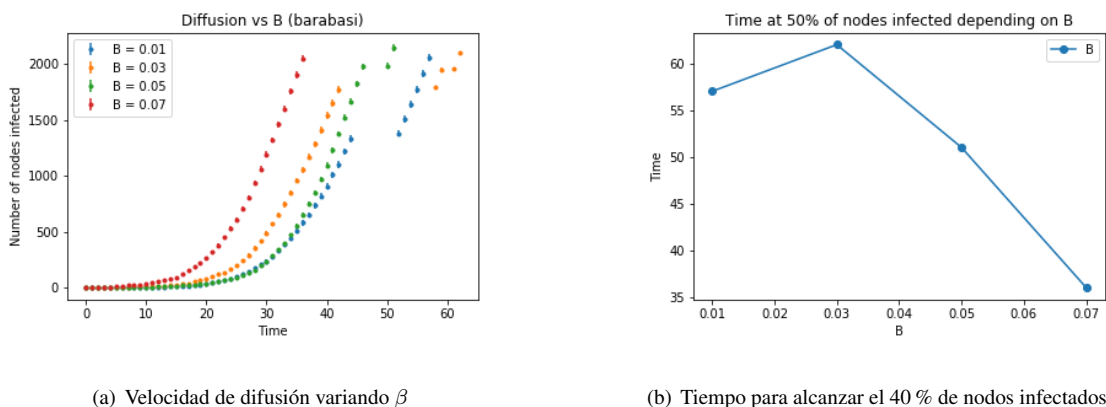 Diffusion vs B (barabasi)
B = 0.01
B = 0.03
B = 0.05
B = 0.07
Number of nodes infected
2000
1500
1000
500
0
0 10 20 30 40 50 60
Time
(a) Velocidad de difusión variando β
Time at 50% of nodes infected depending on B
B
Time
60
55
50
45
40
35
0.01 0.02 0.03 0.04 0.05 0.06 0.07
B
(b) Tiempo para alcanzar el 40 % de nodos infectados